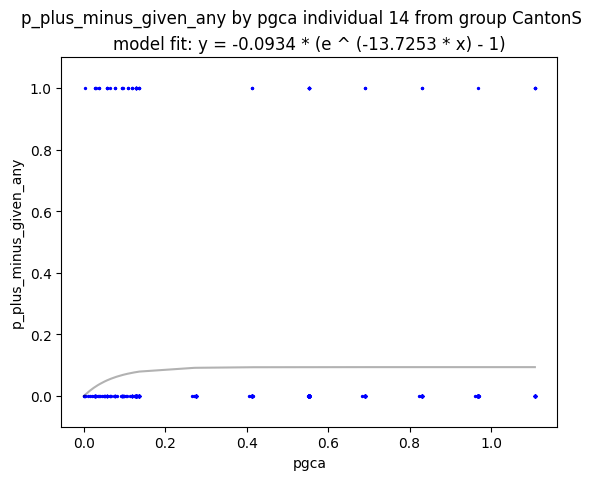 p_plus_minus_given_any by pgca individual 14 from group CantonS
model fit: y = -0.0934 * (e ^ (-13.7253 * x) - 1)
1.0
0.8
0.6
0.4
0.2
0.0
p_plus_minus_given_any
0.0 0.2 0.4 0.6 0.8 1.0
pgca